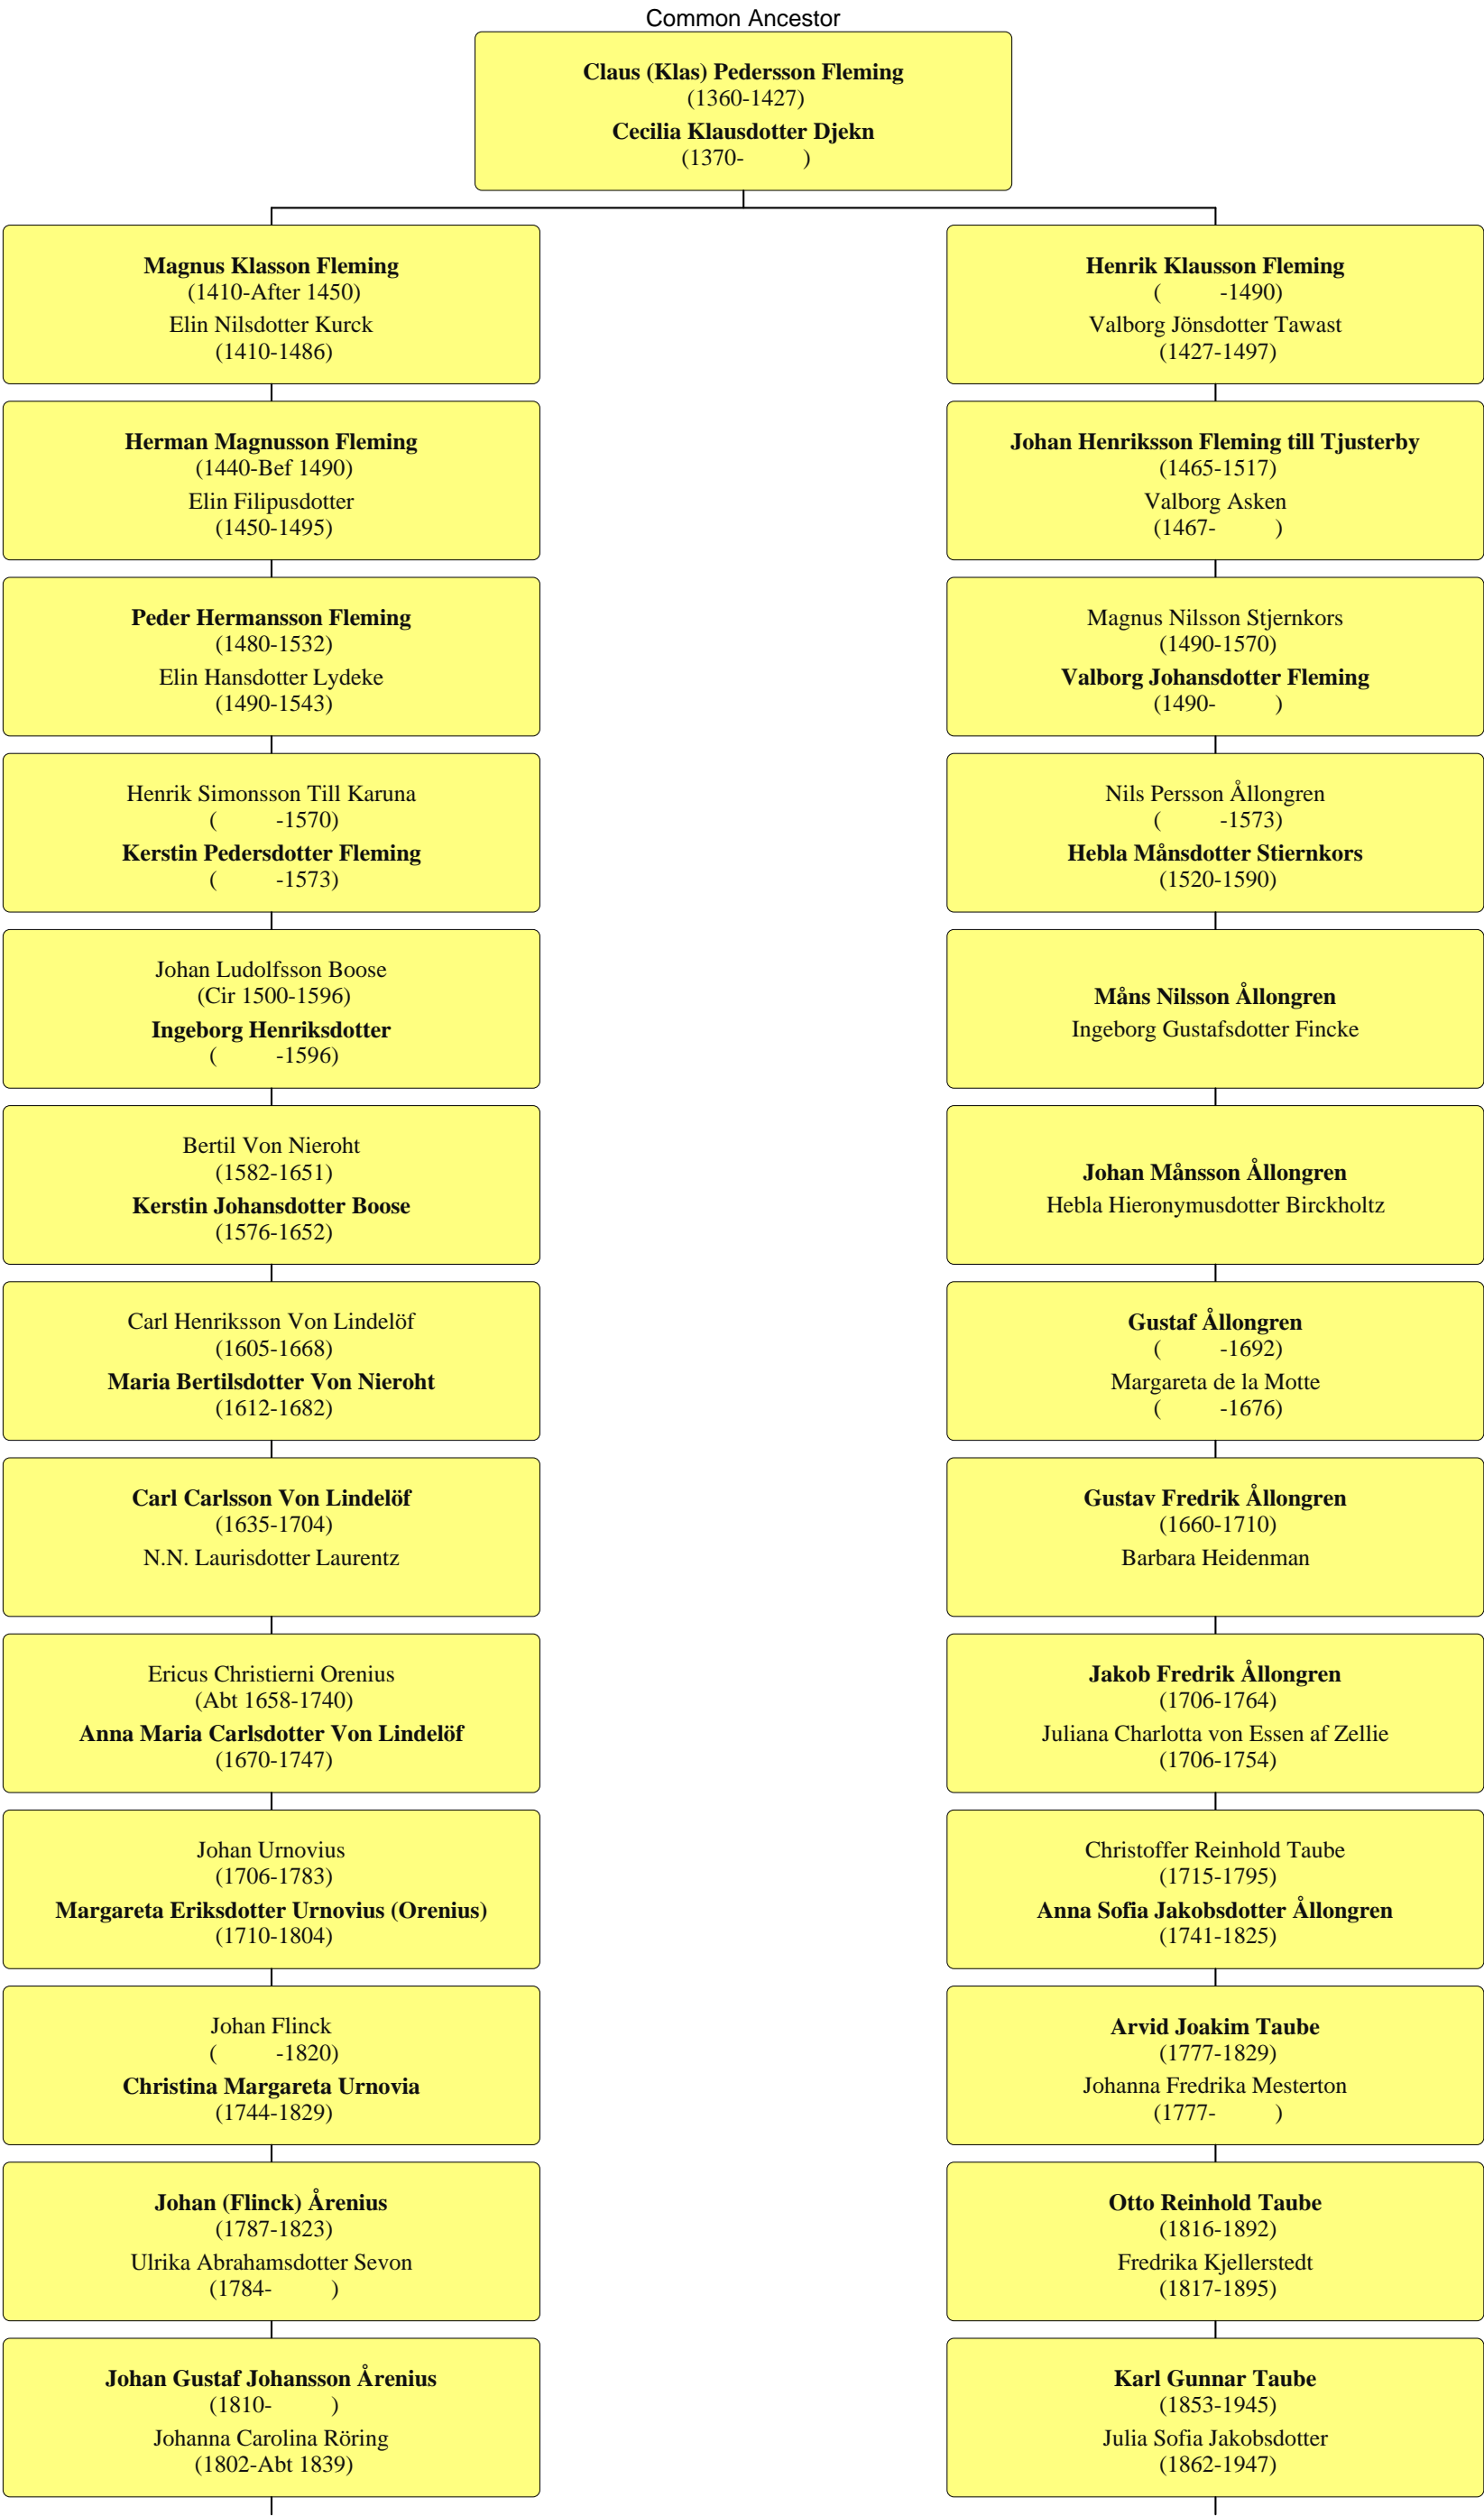 Common Ancestor
Claus (Klas) Pedersson Fleming
(1360-1427)
Cecilia Klausdotter Djekn
(1370- )
Magnus Klasson Fleming
(1410-After 1450)
Elin Nilsdotter Kurck
(1410-1486)
Henrik Klausson Fleming
( -1490)
Valborg Jönsdotter Tawast
(1427-1497)
Herman Magnusson Fleming
(1440-Bef 1490)
Elin Filipusdotter
(1450-1495)
Johan Henriksson Fleming till Tjusterby
(1465-1517)
Valborg Asken
(1467- )
Peder Hermansson Fleming
(1480-1532)
Elin Hansdotter Lydeke
(1490-1543)
Magnus Nilsson Stjernkors
(1490-1570)
Valborg Johansdotter Fleming
(1490- )
Henrik Simonsson Till Karuna
( -1570)
Kerstin Pedersdotter Fleming
( -1573)
Nils Persson Ållongren
( -1573)
Hebla Månsdotter Stiernkors
(1520-1590)
Johan Ludolfsson Boose
(Cir 1500-1596)
Ingeborg Henriksdotter
( -1596)
Måns Nilsson Ållongren
Ingeborg Gustafsdotter Fincke
Bertil Von Nieroht
(1582-1651)
Kerstin Johansdotter Boose
(1576-1652)
Johan Månsson Ållongren
Hebla Hieronymusdotter Birckholtz
Carl Henriksson Von Lindelöf
(1605-1668)
Maria Bertilsdotter Von Nieroht
(1612-1682)
Gustaf Ållongren
( -1692)
Margareta de la Motte
( -1676)
Carl Carlsson Von Lindelöf
(1635-1704)
N.N. Laurisdotter Laurentz
Gustav Fredrik Ållongren
(1660-1710)
Barbara Heidenman
Ericus Christierni Orenius
(Abt 1658-1740)
Anna Maria Carlsdotter Von Lindelöf
(1670-1747)
Jakob Fredrik Ållongren
(1706-1764)
Juliana Charlotta von Essen af Zellie
(1706-1754)
Johan Urnovius
(1706-1783)
Margareta Eriksdotter Urnovius (Orenius)
(1710-1804)
Christoffer Reinhold Taube
(1715-1795)
Anna Sofia Jakobsdotter Ållongren
(1741-1825)
Johan Flinck
( -1820)
Christina Margareta Urnovia
(1744-1829)
Arvid Joakim Taube
(1777-1829)
Johanna Fredrika Mesterton
(1777- )
Johan (Flinck) Årenius
(1787-1823)
Ulrika Abrahamsdotter Sevon
(1784- )
Otto Reinhold Taube
(1816-1892)
Fredrika Kjellerstedt
(1817-1895)
Johan Gustaf Johansson Årenius
(1810- )
Johanna Carolina Röring
(1802-Abt 1839)
Karl Gunnar Taube
(1853-1945)
Julia Sofia Jakobsdotter
(1862-1947)